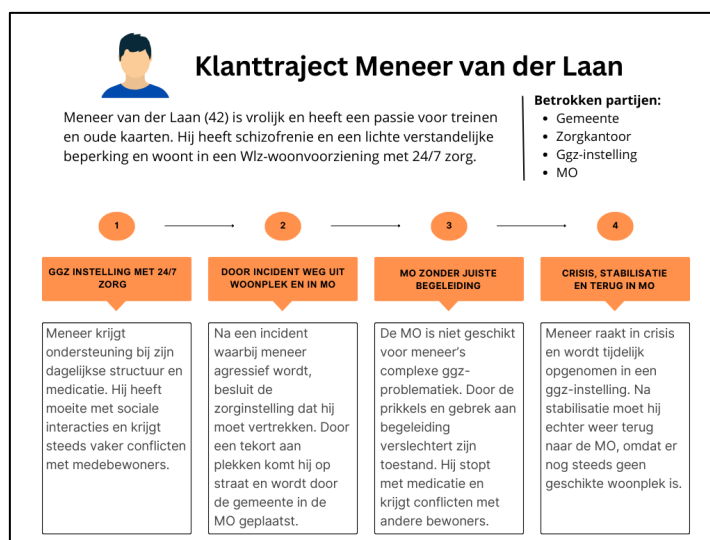 Klanttraject Meneer van der Laan
Meneer van der Laan (42) is vrolijk en heeft een passie voor treinen
en oude kaarten. Hij heeft schizofrenie en een lichte verstandelijke
beperking en woont in een Wlz-woonvoorziening met 24/7 zorg.
Betrokken partijen:
• Gemeente
• Zorgkantoor
• Ggz-instelling
• MO
1
2
3
4
GGZ INSTELLING MET 24/7
ZORG
DOOR INCIDENT WEG UIT
WOONPLEK EN IN MO
MO ZONDER JUISTE
BEGELEIDING
CRISIS, STABILISATIE
EN TERUG IN MO
Meneer krijgt
ondersteuning bij zijn
dagelijkse structuur en
medicatie. Hij heeft
moeite met sociale
interacties en krijgt
steeds vaker conflicten
met medebewoners.
Na een incident
waarbij meneer
agressief wordt,
besluit de
zorginstelling dat hij
moet vertrekken. Door
een tekort aan
plekken komt hij op
straat en wordt door
de gemeente in de
MO geplaatst.
De MO is niet geschikt
voor meneer's
complexe ggz-
problematiek. Door de
prikkels en gebrek aan
begeleiding
verslechtert zijn
toestand. Hij stopt
met medicatie en
krijgt conflicten met
andere bewoners.
Meneer raakt in crisis
en wordt tijdelijk
opgenomen in een
ggz-instelling. Na
stabilisatie moet hij
echter weer terug
naar de MO, omdat er
nog steeds geen
geschikte woonplek is.